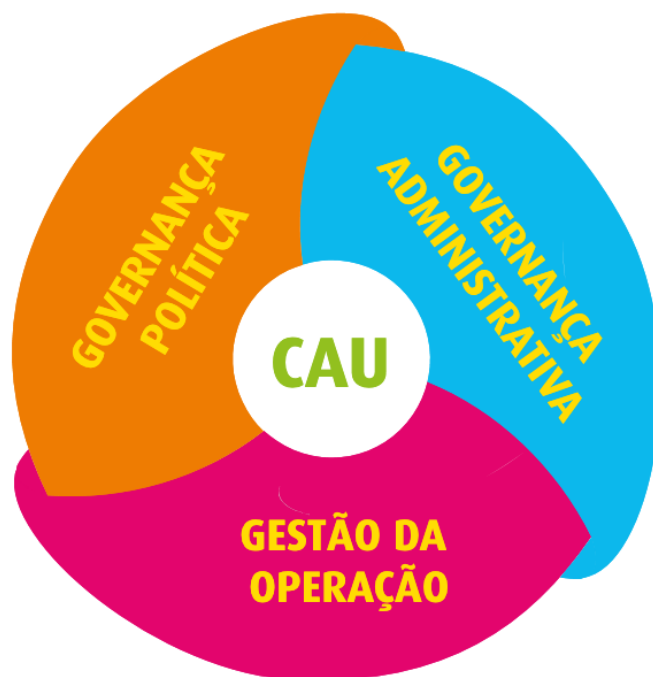 GOVERNANÇA
POLÍTICA
GOVERNANÇA
ADMINISTRATIVA
CAU
GESTÃO DA
OPERAÇÃO